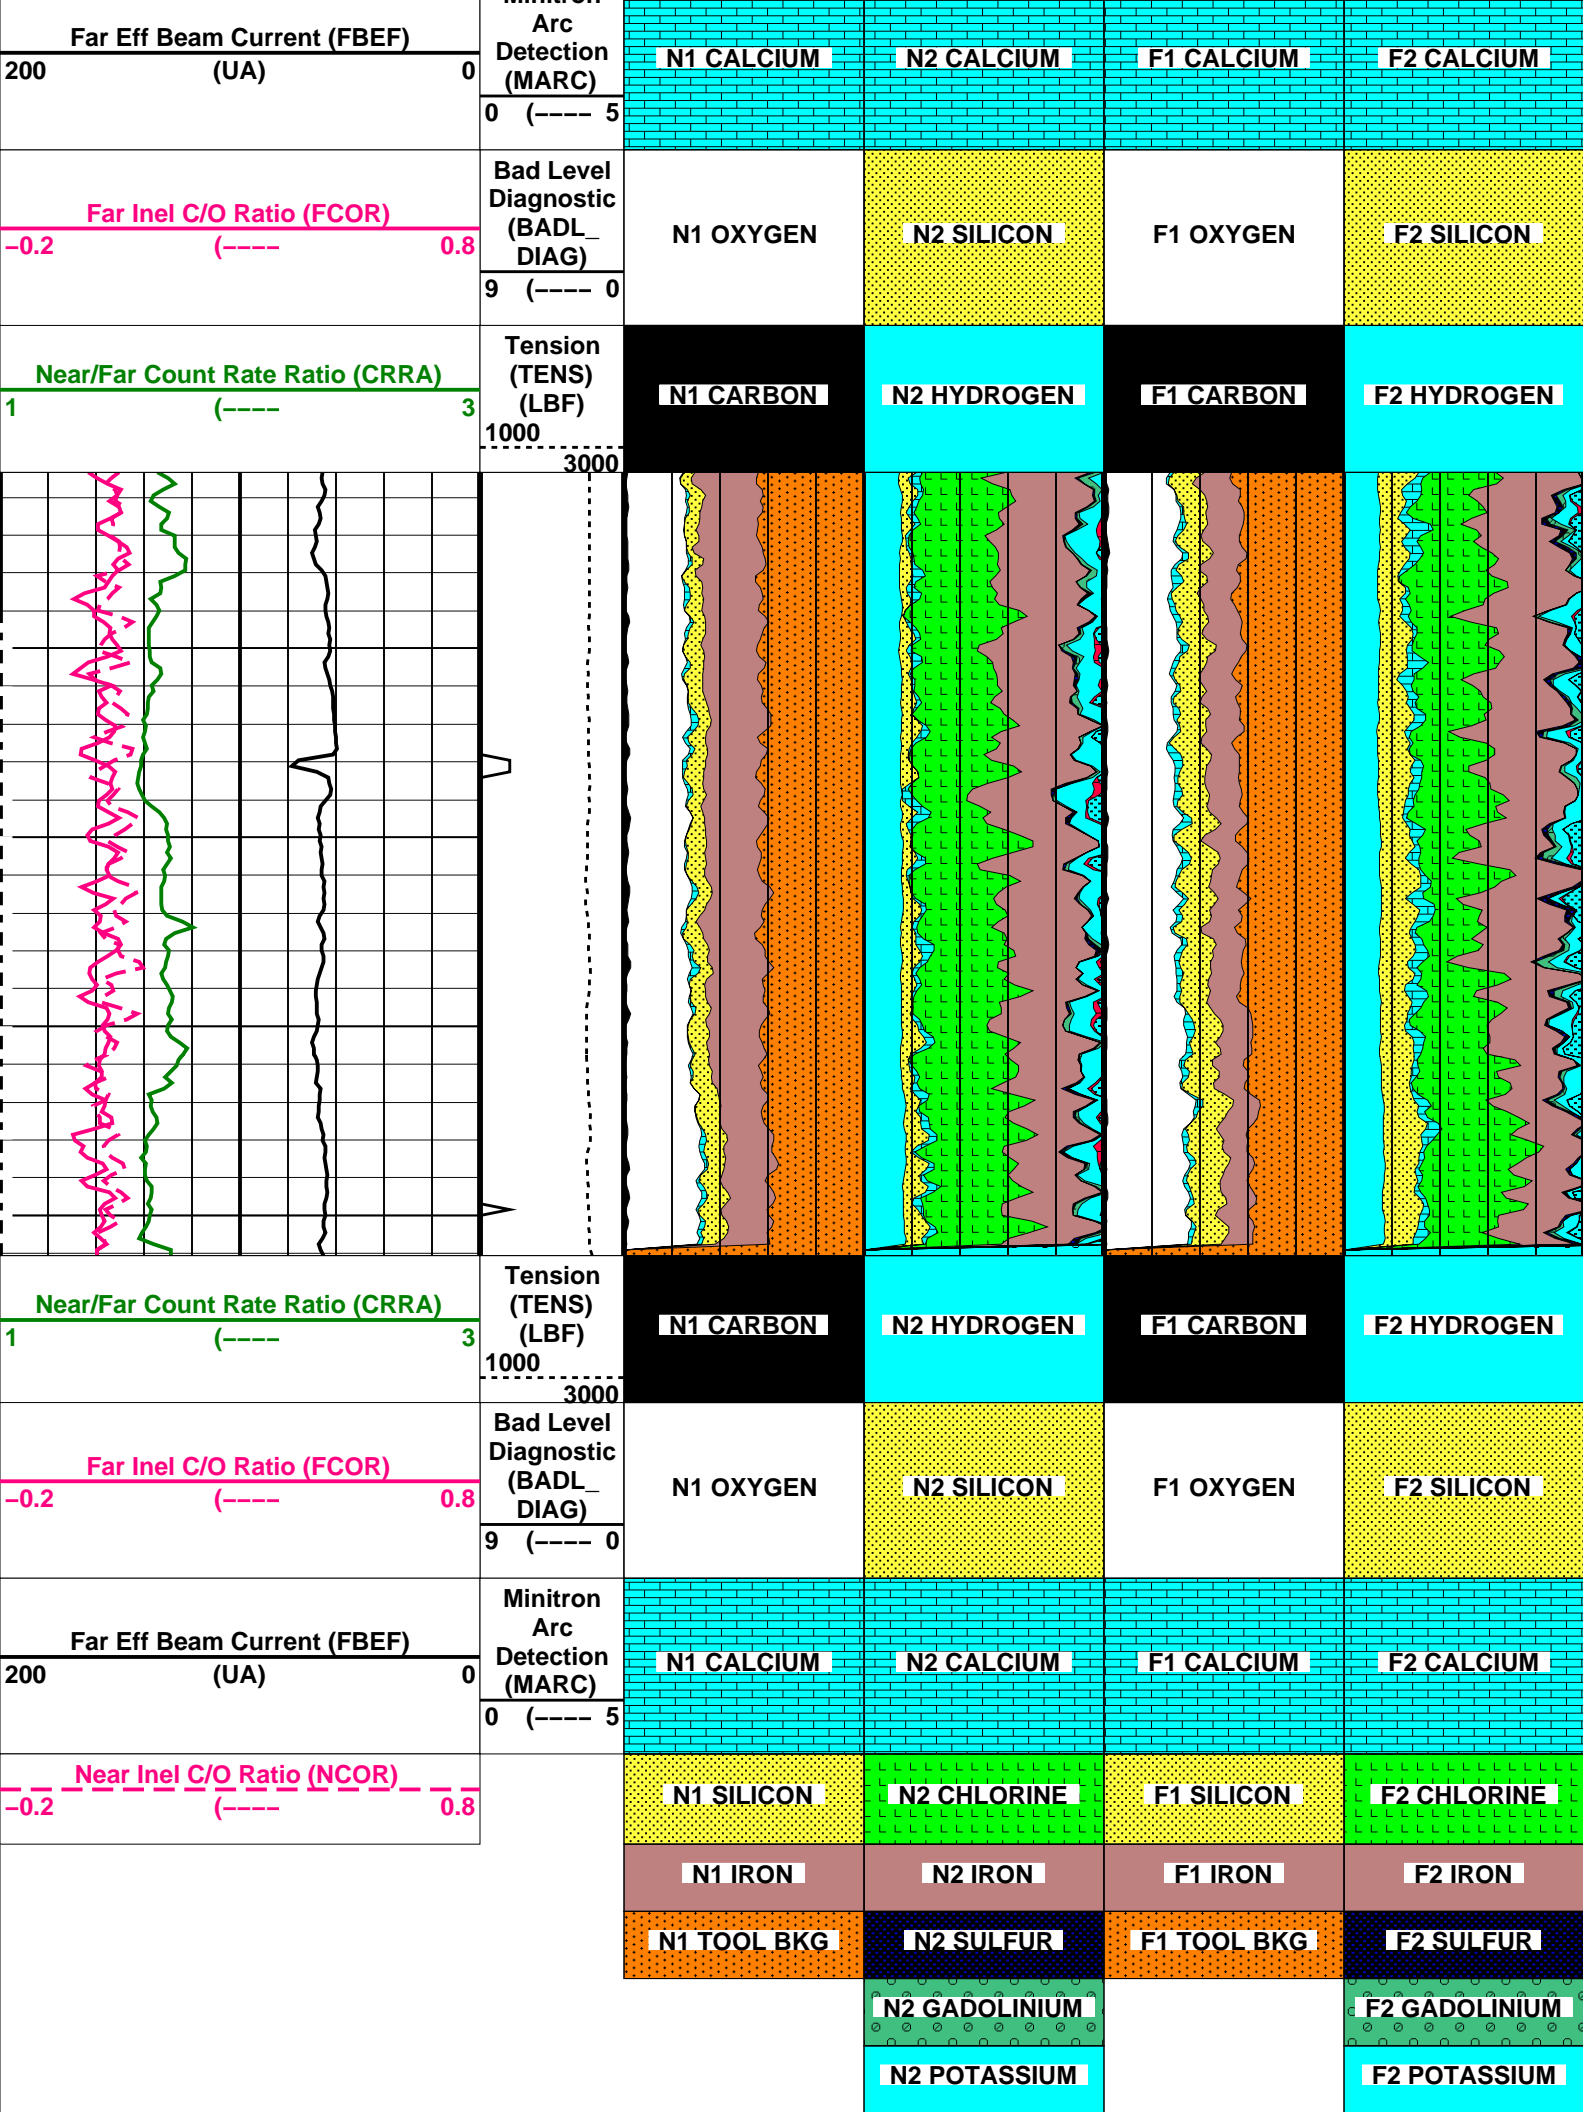 Minitron
Arc
Detection
(MARC)
0 (---- 5
Far Eff Beam Current (FBEF)
200 (UA) 0
N1 CALCIUM
N2 CALCIUM
F1 CALCIUM
F2 CALCIUM
Far Inel C/O Ratio (FCOR)
−0.2 (---- 0.8
Bad Level
Diagnostic
(BADL_
DIAG)
9 (---- 0
N1 OXYGEN
N2 SILICON
F1 OXYGEN
F2 SILICON
Near/Far Count Rate Ratio (CRRA)
1 (---- 3
Tension
(TENS)
(LBF)
1000
3000
N1 CARBON
N2 HYDROGEN
F1 CARBON
F2 HYDROGEN
Near/Far Count Rate Ratio (CRRA)
1 (---- 3
Tension
(TENS)
(LBF)
1000
3000
N1 CARBON
N2 HYDROGEN
F1 CARBON
F2 HYDROGEN
Far Inel C/O Ratio (FCOR)
−0.2 (---- 0.8
Bad Level
Diagnostic
(BADL_
DIAG)
9 (---- 0
N1 OXYGEN
N2 SILICON
F1 OXYGEN
F2 SILICON
Far Eff Beam Current (FBEF)
200 (UA) 0
Minitron
Arc
Detection
(MARC)
0 (---- 5
N1 CALCIUM
N2 CALCIUM
F1 CALCIUM
F2 CALCIUM
Near Inel C/O Ratio (NCOR)
−0.2 (---- 0.8
N1 SILICON
N2 CHLORINE
F1 SILICON
F2 CHLORINE
N1 IRON
N2 IRON
F1 IRON
F2 IRON
N1 TOOL BKG
N2 SULFUR
F1 TOOL BKG
F2 SULFUR
N2 GADOLINIUM
F2 GADOLINIUM
N2 POTASSIUM
F2 POTASSIUM